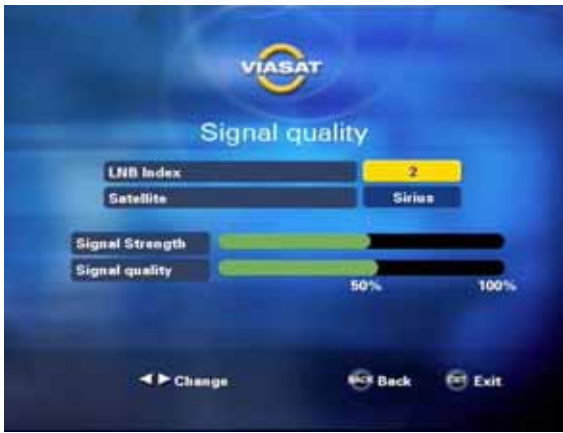 VIASAT
Signal quality
LNB Index 2
Satellite Sirius
Signal Strength
Signal quality
50% 100%
Change BACK Back EXIT Exit